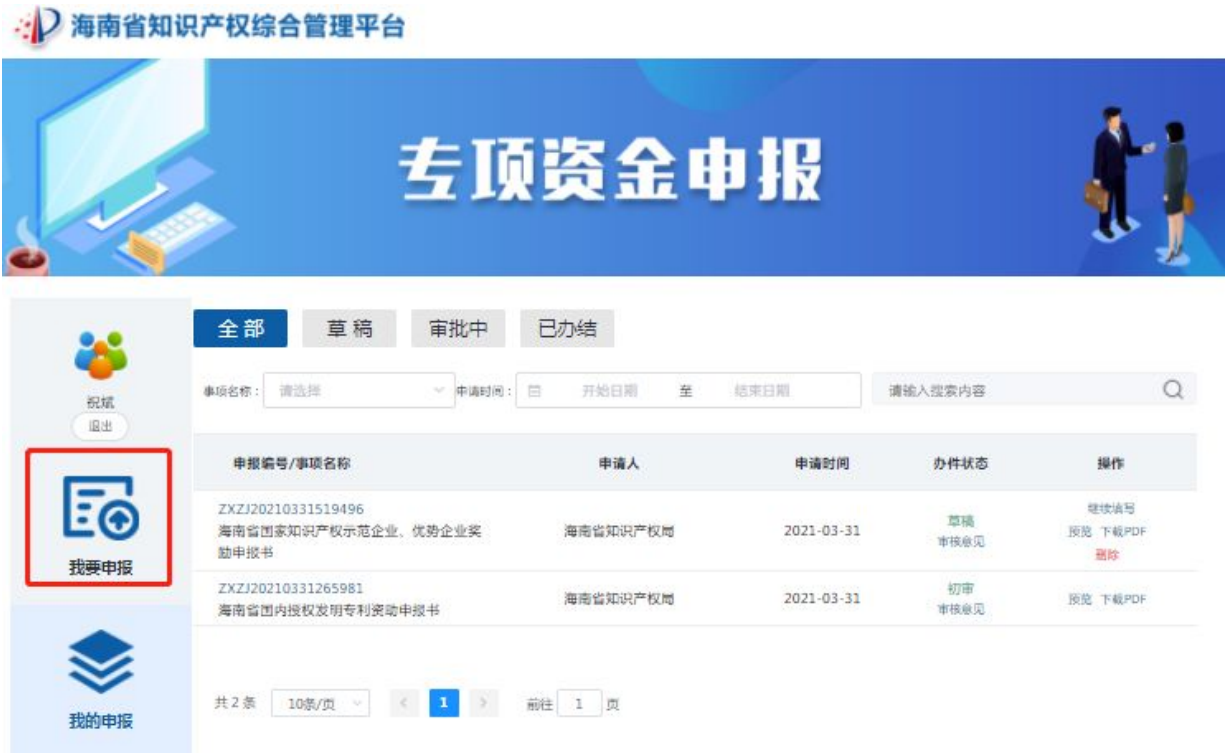 海南省知识产权综合管理平台
专项资金申报
全部 草稿 审批中 已办结
事项名称： 请选择 申请时间： 开始日期 至 结束日期 请输入搜索内容
祝斌
退出
我要申报
我的申报
申报编号/事项名称 申请人 申请时间 办件状态 操作
ZXZJ20210331519496
海南省国家知识产权示范企业、优势企业奖
励申报书
海南省知识产权局 2021-03-31
草稿
审核意见
继续填写
预览 下载PDF
删除
ZXZJ20210331265981
海南省国内授权发明专利资助申报书
海南省知识产权局 2021-03-31
初审
审核意见
预览 下载PDF
共 2 条 10条/页 < 1 > 前往 1 页